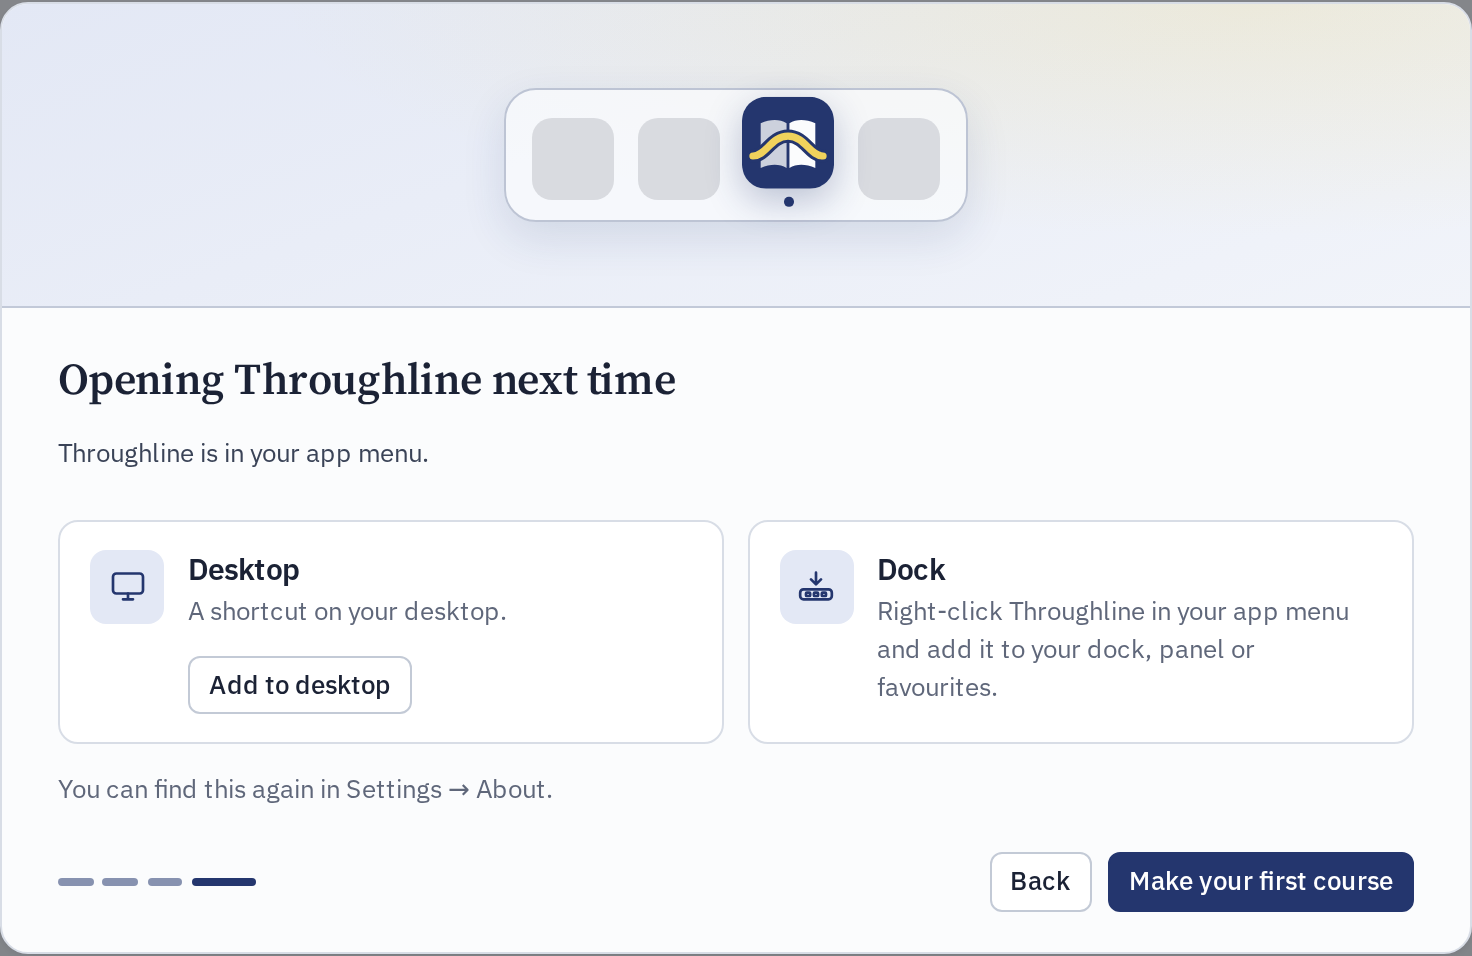 Opening Throughline next time
Throughline is in your app menu.
Desktop
A shortcut on your desktop.
Add to desktop
Dock
Right-click Throughline in your app menu
and add it to your dock, panel or
favourites.
You can find this again in Settings → About.
Back
Make your first course